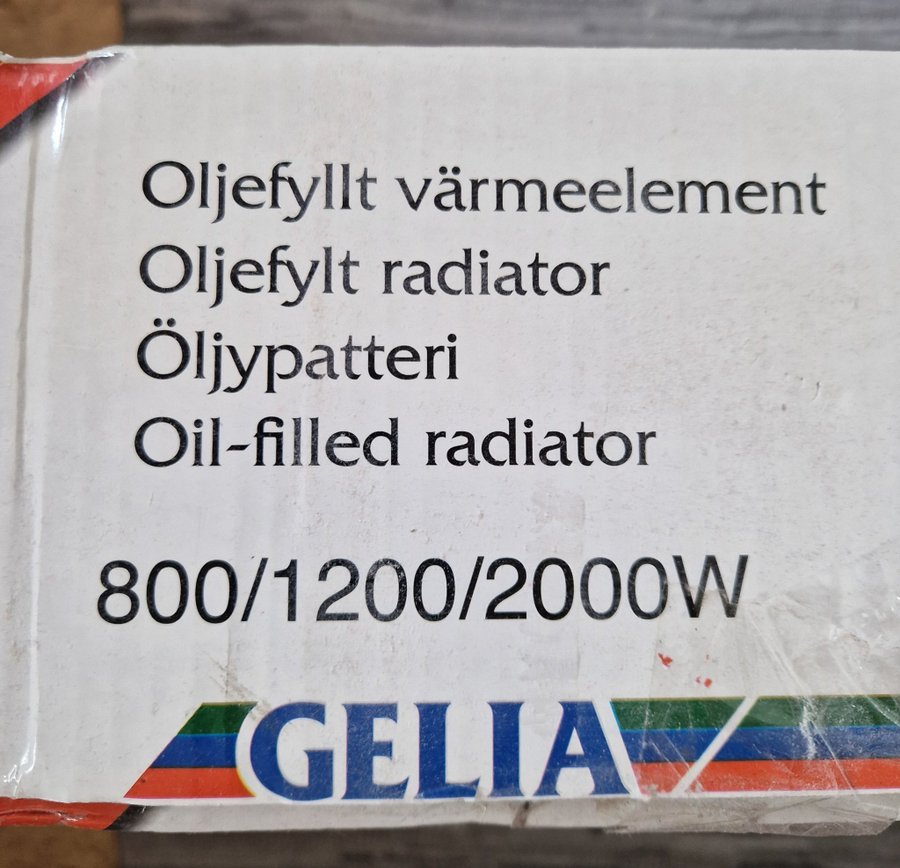 Oljefyllt värmeelement
Oljefylt radiator
Öljypatteri
Oil-filled radiator
800/1200/2000W
GELIA